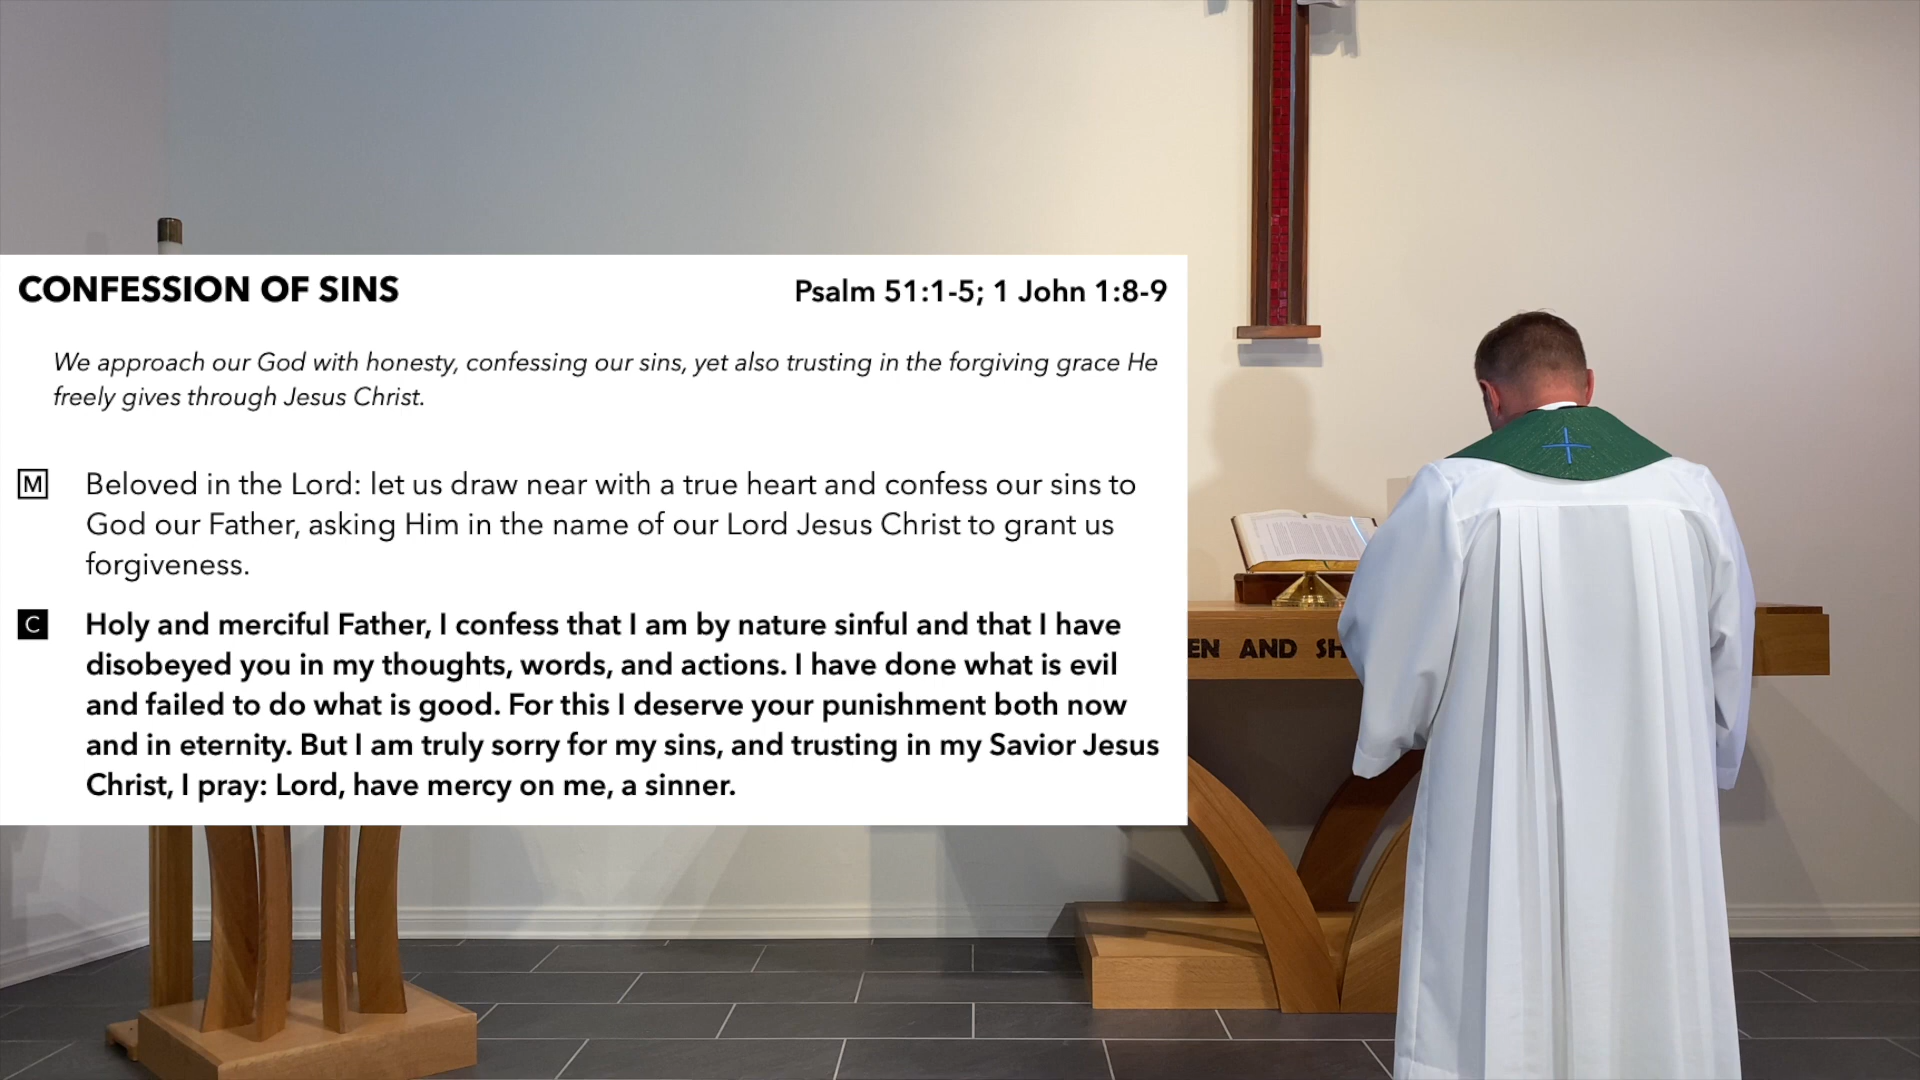 CONFESSION OF SINS
Psalm 51:1-5; 1 John 1:8-9
We approach our God with honesty, confessing our sins, yet also trusting in the forgiving grace He
freely gives through Jesus Christ.
M Beloved in the Lord: let us draw near with a true heart and confess our sins to
God our Father, asking Him in the name of our Lord Jesus Christ to grant us
forgiveness.
C Holy and merciful Father, I confess that I am by nature sinful and that I have
disobeyed you in my thoughts, words, and actions. I have done what is evil
and failed to do what is good. For this I deserve your punishment both now
and in eternity. But I am truly sorry for my sins, and trusting in my Savior Jesus
Christ, I pray: Lord, have mercy on me, a sinner.
EN AND SH